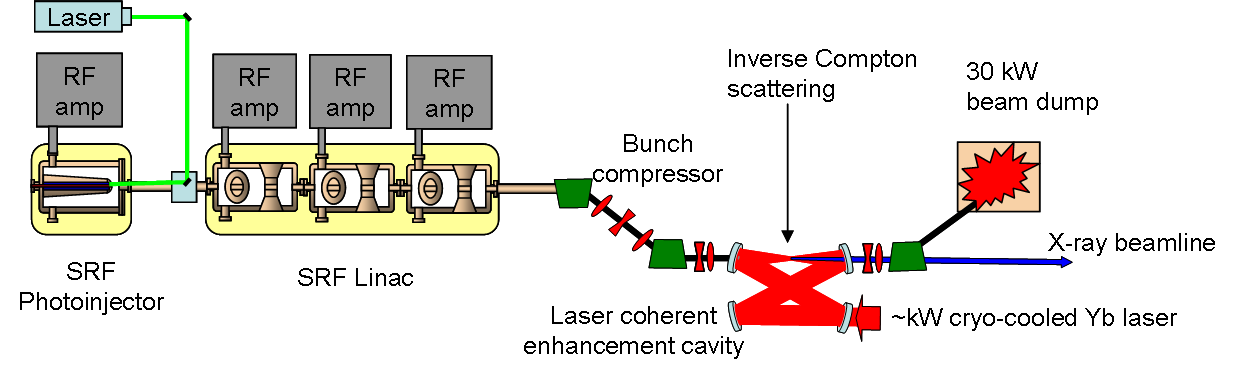 Laser
RF
amp
RF
amp
RF
amp
RF
amp
Inverse Compton
scattering
30 kW
beam dump
Bunch
compressor
X-ray beamline
SRF
Photoinjector
SRF Linac
Laser coherent
enhancement cavity
~kW cryo-cooled Yb laser